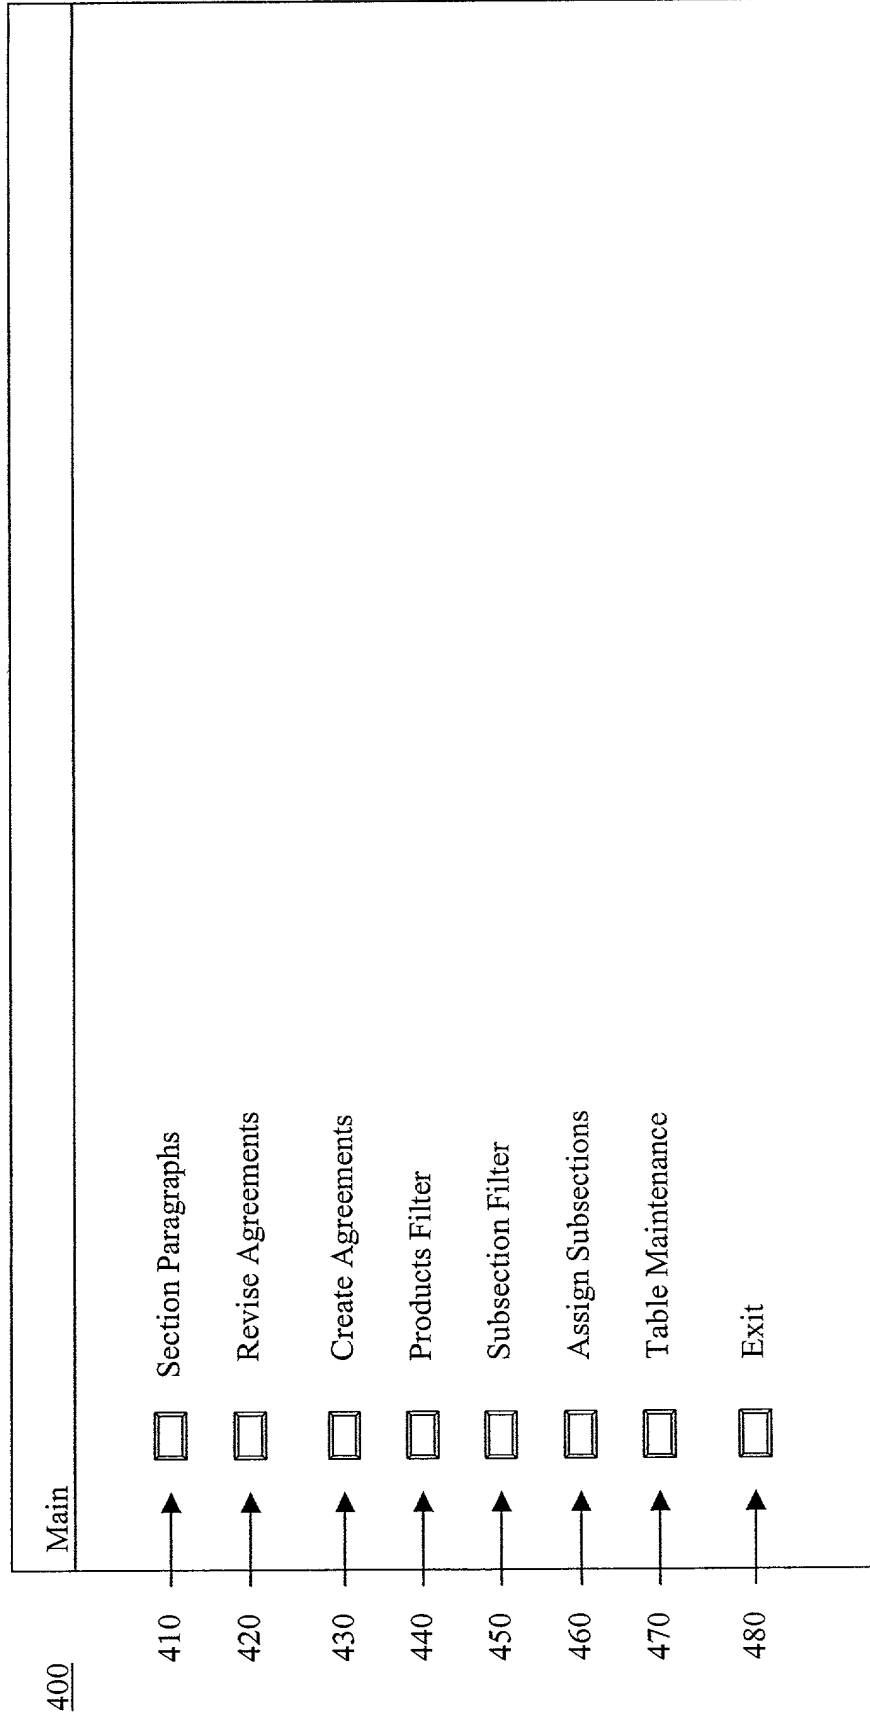 400
Main
410 Section Paragraphs
420 Revise Agreements
430 Create Agreements
440 Products Filter
450 Subsection Filter
460 Assign Subsections
470 Table Maintenance
480 Exit